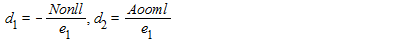 d₁ = - Nonll / e₁, d₂ = Aooml / e₁